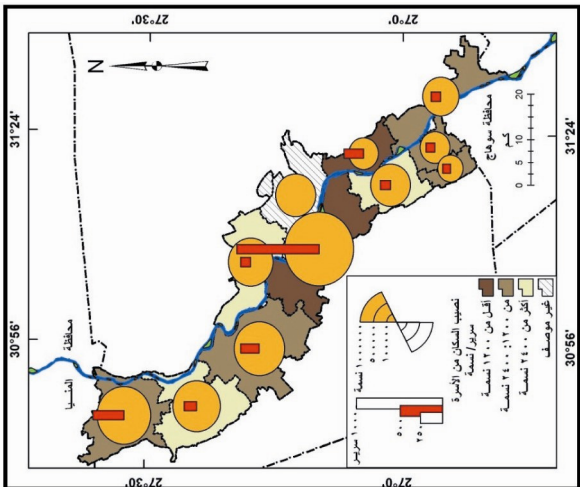 27°30'
27°0'
31°24'
30°56'
N
محافظة
المنيا
محافظة سوهاج
كم
0 5 10 15 20
نصيب السكان من الأسرة
سرير/نسمة
أقل من ١٢٠٠ نسمة
من ١٢٠٠: ٢٤٠٠ نسمة
أكثر من ٢٤٠٠ نسمة
غير موصف
نسمة
١٠٠٠ سرير
٥٠٠
٢٥٠
27°30'
27°0'
31°24'
30°56'